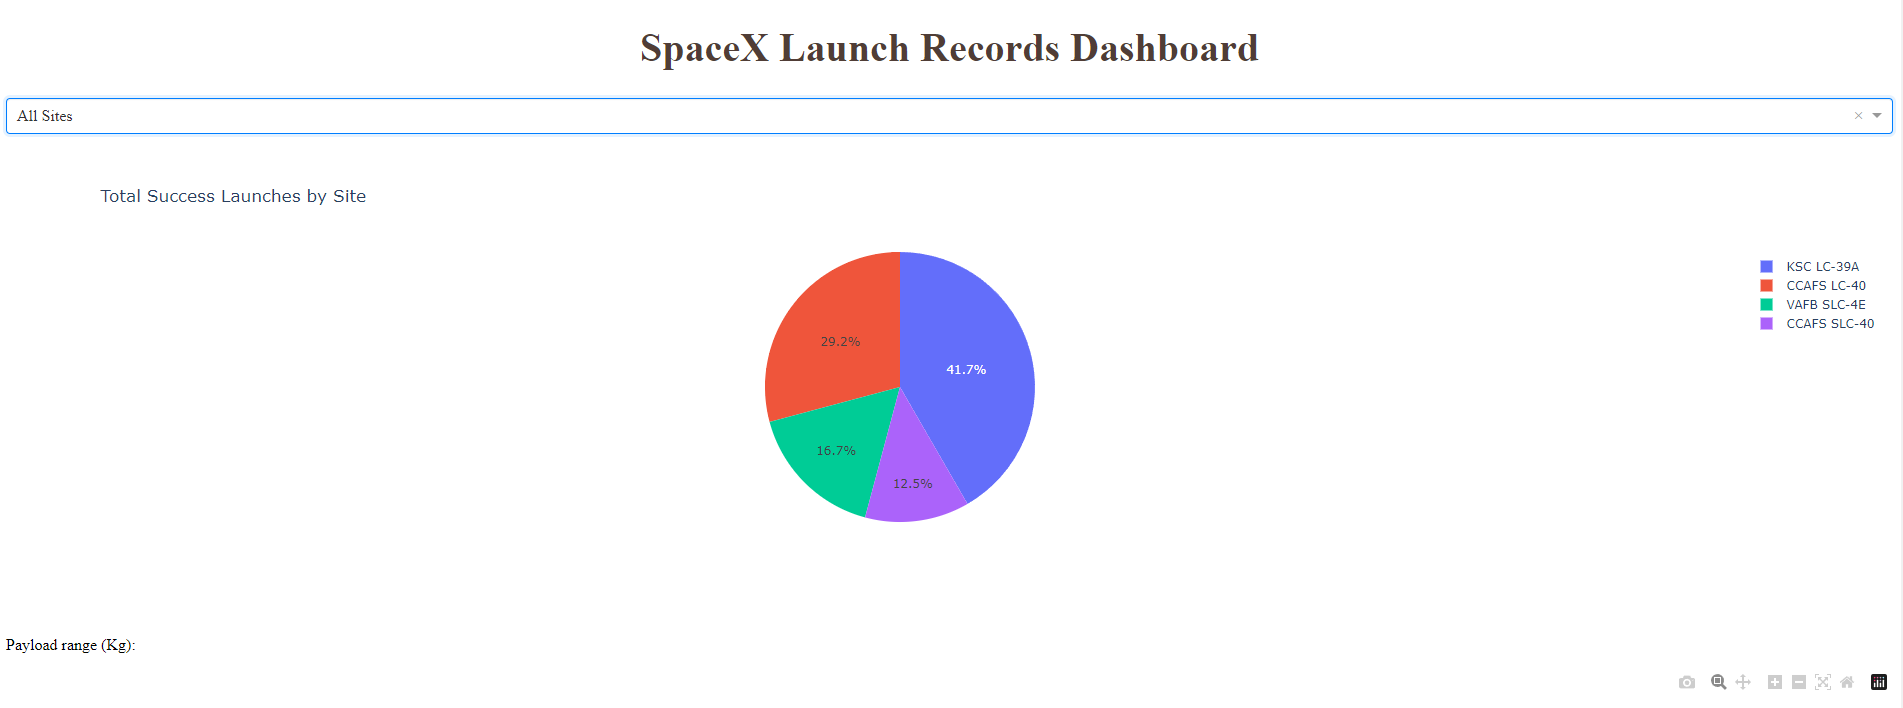 SpaceX Launch Records Dashboard
All Sites
Total Success Launches by Site
KSC LC-39A
CCAFS LC-40
VAFB SLC-4E
CCAFS SLC-40
29.2%
41.7%
16.7%
12.5%
Payload range (Kg):